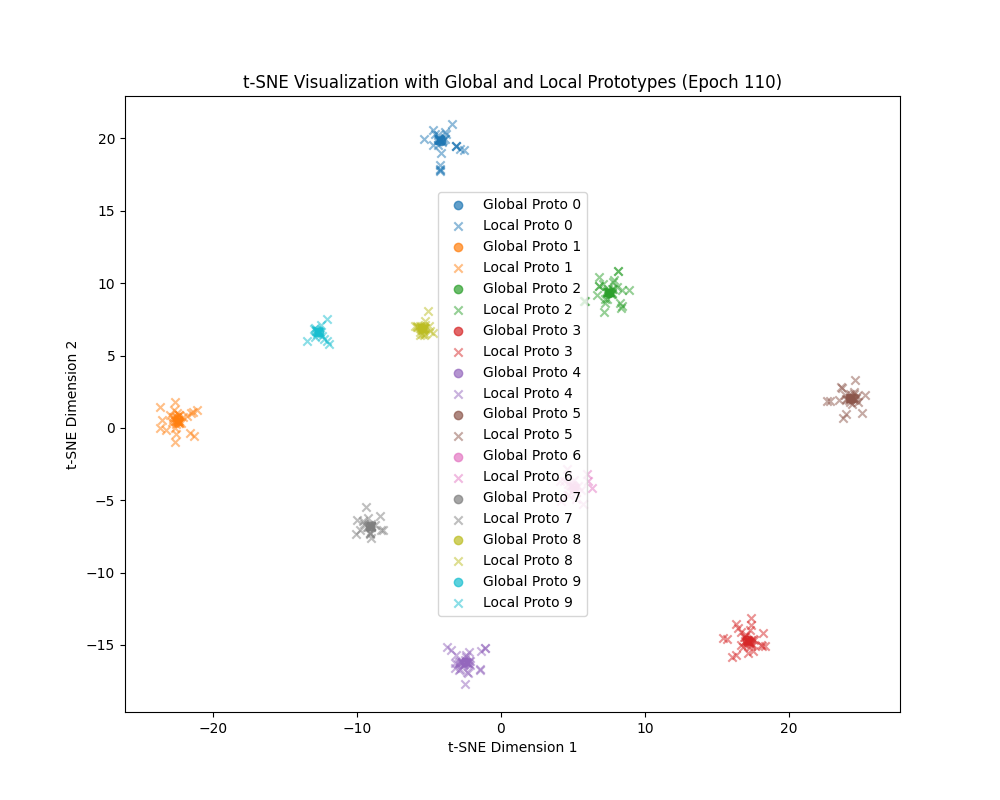 t-SNE Visualization with Global and Local Prototypes (Epoch 110)
20
15
10
5
0
−5
−10
−15
t-SNE Dimension 2
Global Proto 0
Local Proto 0
Global Proto 1
Local Proto 1
Global Proto 2
Local Proto 2
Global Proto 3
Local Proto 3
Global Proto 4
Local Proto 4
Global Proto 5
Local Proto 5
Global Proto 6
Local Proto 6
Global Proto 7
Local Proto 7
Global Proto 8
Local Proto 8
Global Proto 9
Local Proto 9
−20 −10 0 10 20
t-SNE Dimension 1